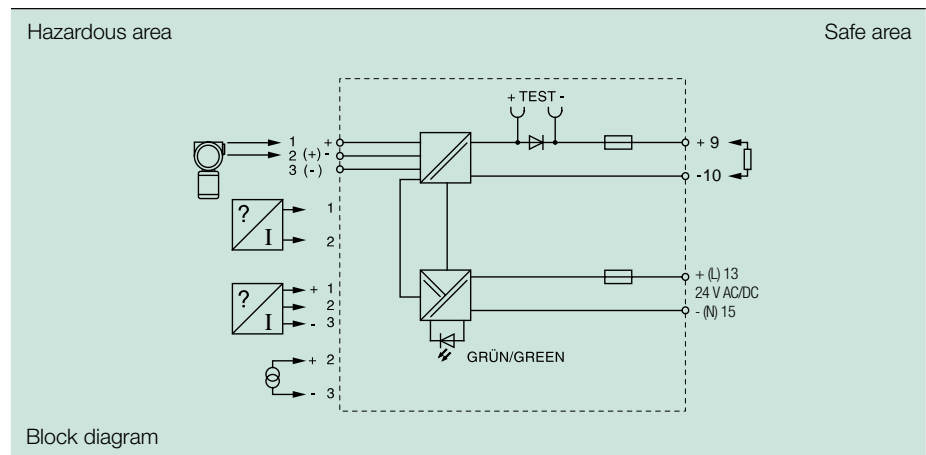 Hazardous area
Safe area
+ TEST -
1 +
2 (+) -
3 (-)
+ 9
-10
? I
1
2
? I
+ 1
2
- 3
+ 2
- 3
+ (L) 13
24 V AC/DC
- (N) 15
GRÜN/GREEN
Block diagram